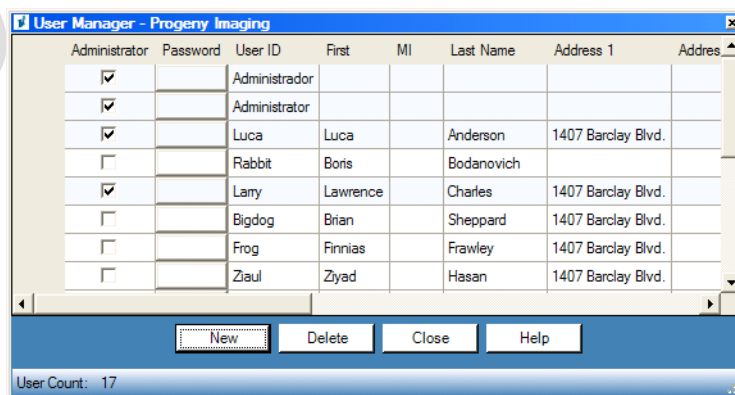 User Manager - Progeny Imaging
Administrator Password User ID First MI Last Name Address 1 Addres
Administrador
Administrator
Luca Luca Anderson 1407 Barclay Blvd.
Rabbit Boris Bodanovich
Larry Lawrence Charles 1407 Barclay Blvd.
Bigdog Brian Sheppard 1407 Barclay Blvd.
Frog Finnias Frawley 1407 Barclay Blvd.
Ziaul Ziyad Hasan 1407 Barclay Blvd.
New Delete Close Help
User Count: 17